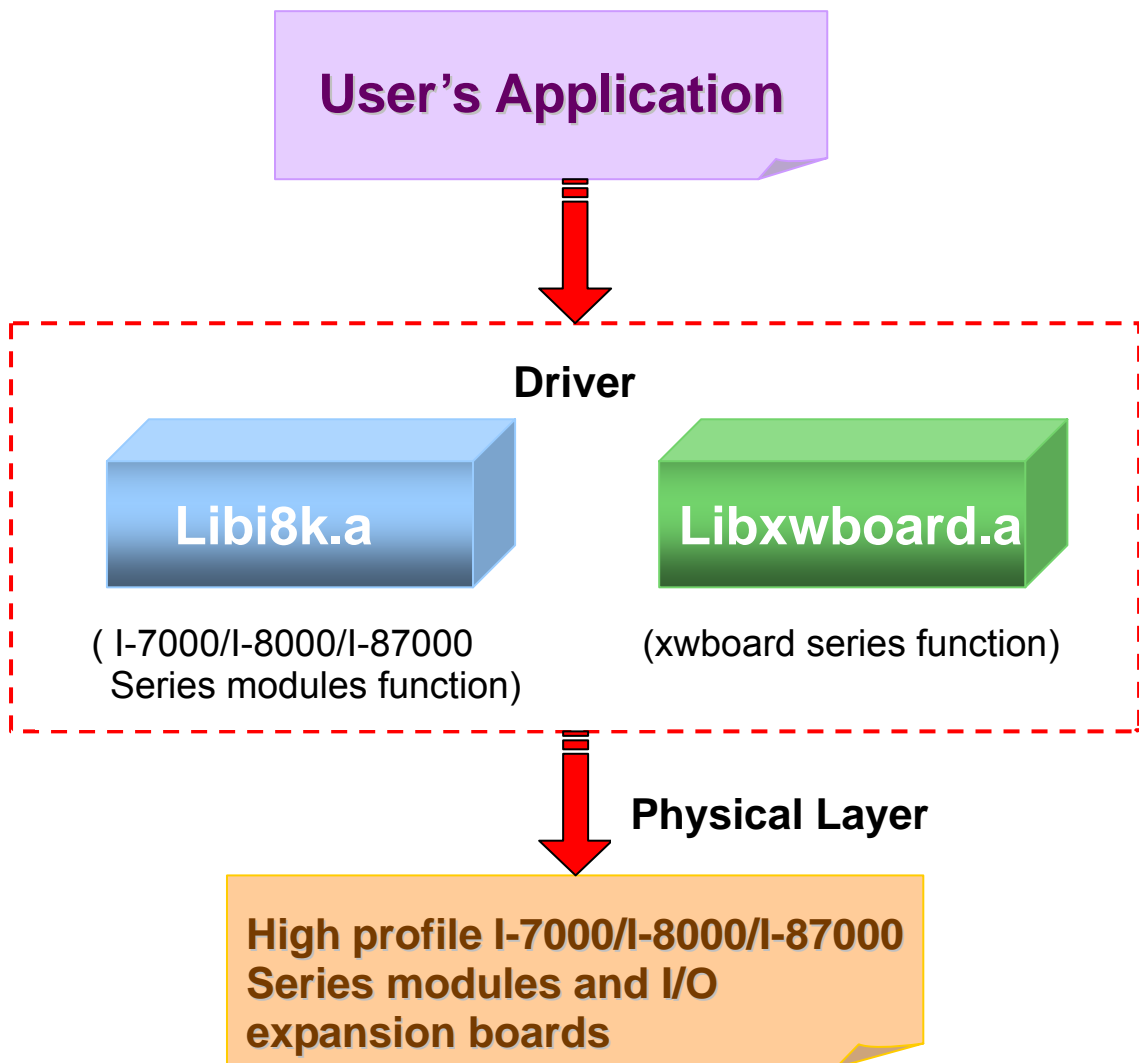 User’s Application
Driver
Libi8k.a
Libxwboard.a
( I-7000/I-8000/I-87000
Series modules function)
(xwboard series function)
Physical Layer
High profile I-7000/I-8000/I-87000
Series modules and I/O
expansion boards